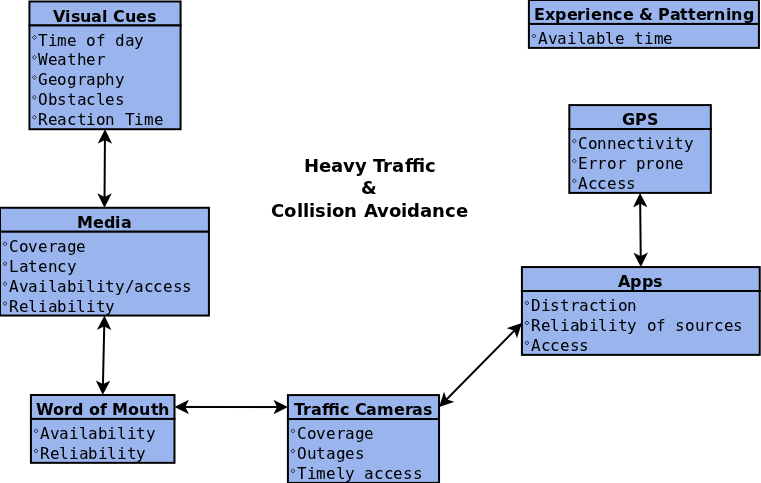 Visual Cues
Time of day
Weather
Geography
Obstacles
Reaction Time
Experience & Patterning
Available time
GPS
Connectivity
Error prone
Access
Heavy Traffic
&
Collision Avoidance
Media
Coverage
Latency
Availability/access
Reliability
Apps
Distraction
Reliability of sources
Access
Word of Mouth
Availability
Reliability
Traffic Cameras
Coverage
Outages
Timely access